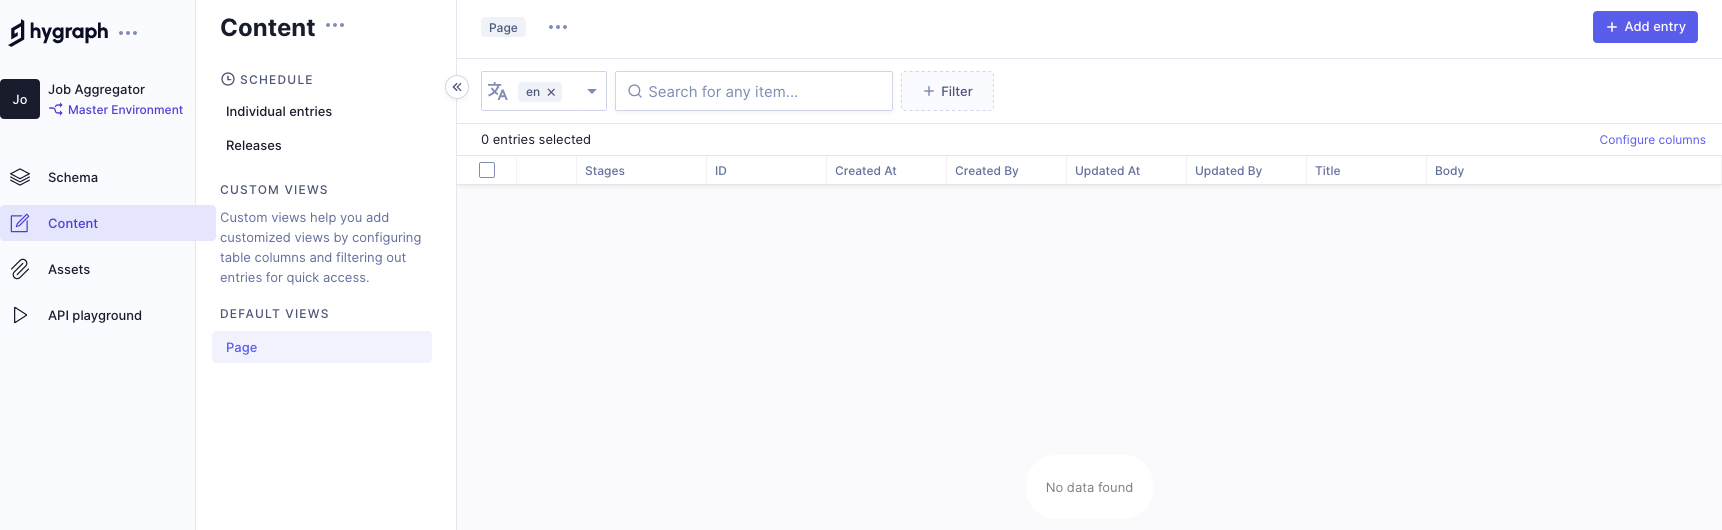 hygraph
Jo
Job Aggregator
Master Environment
Schema
Content
Assets
API playground
Content
SCHEDULE
Individual entries
Releases
CUSTOM VIEWS
Custom views help you add
customized views by configuring
table columns and filtering out
entries for quick access.
DEFAULT VIEWS
Page
Page
+ Add entry
en
Search for any item...
+ Filter
0 entries selected
Configure columns
Stages ID Created At Created By Updated At Updated By Title Body
No data found